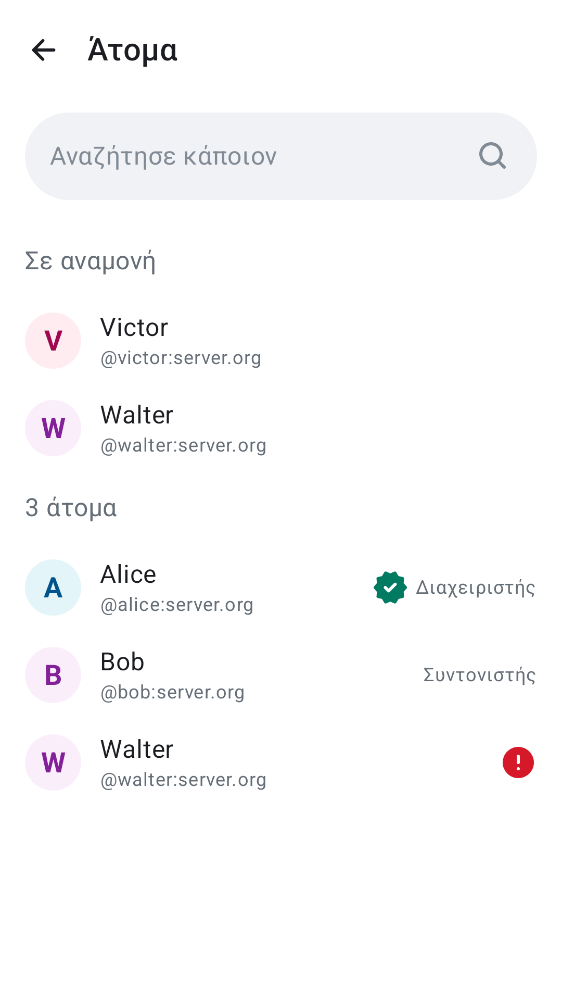 Άτομα
Αναζήτησε κάποιον
Σε αναμονή
V
Victor
@victor:server.org
W
Walter
@walter:server.org
3 άτομα
A
Alice
@alice:server.org
Διαχειριστής
B
Bob
@bob:server.org
Συντονιστής
W
Walter
@walter:server.org